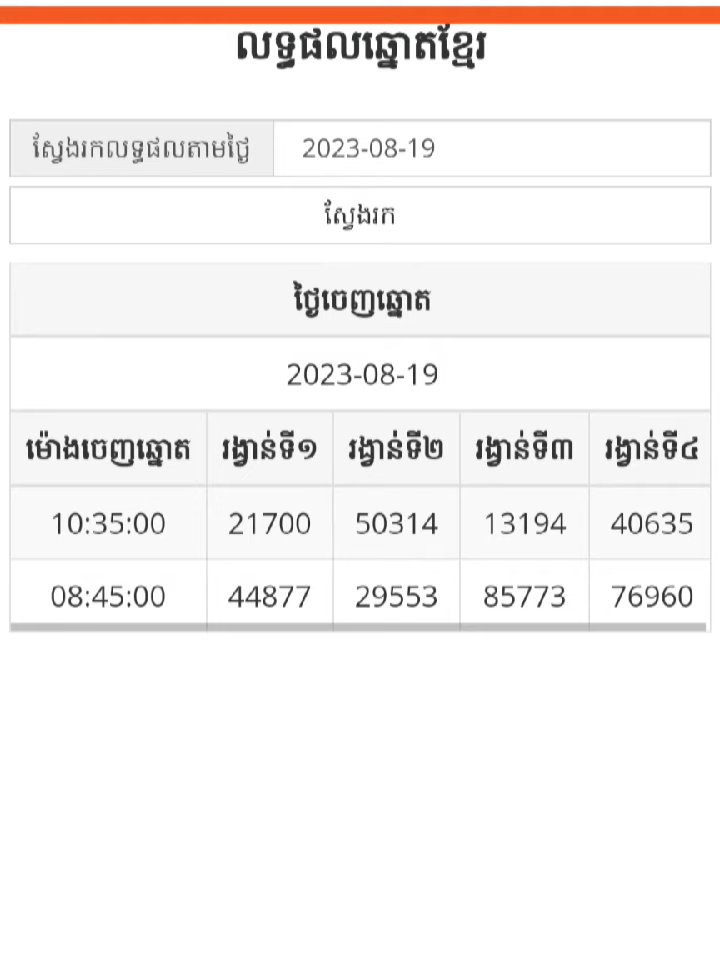 លទ្ធផលឆ្នោតខ្មែរ
ស្វែងរកលទ្ធផលតាមថ្ងៃ 2023-08-19
ស្វែងរក
ថ្ងៃចេញឆ្នោត
2023-08-19
ម៉ោងចេញឆ្នោត រង្វាន់ទី១ រង្វាន់ទី២ រង្វាន់ទី៣ រង្វាន់ទី៤
10:35:00 21700 50314 13194 40635
08:45:00 44877 29553 85773 76960